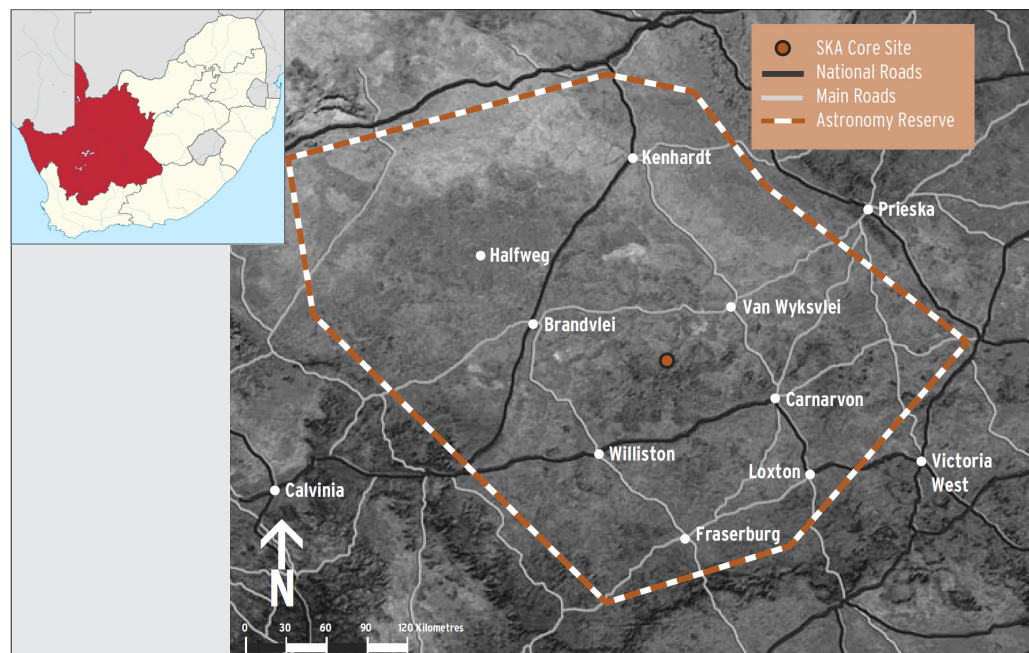 SKA Core Site
National Roads
Main Roads
Astronomy Reserve
Kenhardt
Prieska
Halfweg
Van Wyksvlei
Brandvlei
Carnarvon
Williston
Loxton
Victoria
West
Calvinia
Fraserburg
N
0 30 60 90 120 Kilometres